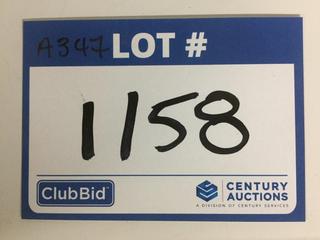 A347 LOT #
1158
ClubBid
CENTURY
AUCTIONS
A DIVISION OF CENTURY SERVICES